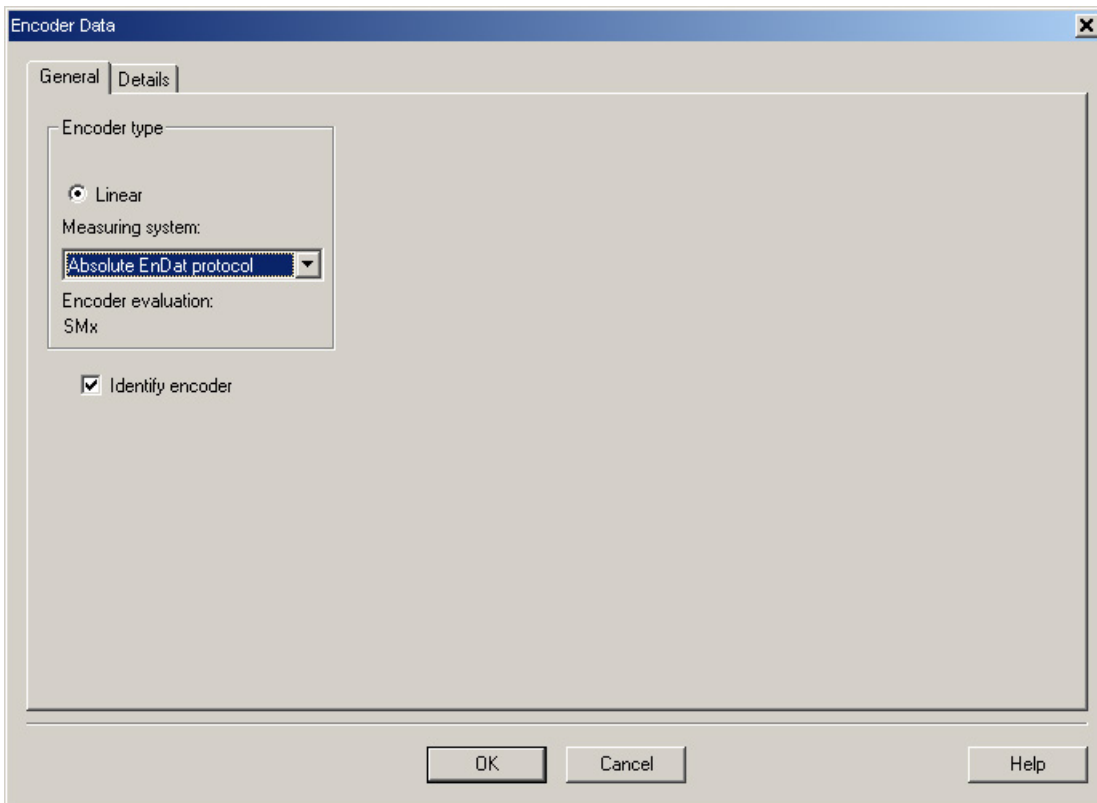 Encoder Data
General Details
Encoder type
Linear
Measuring system:
Absolute EnDat protocol
Encoder evaluation:
SMx
Identify encoder
OK Cancel Help